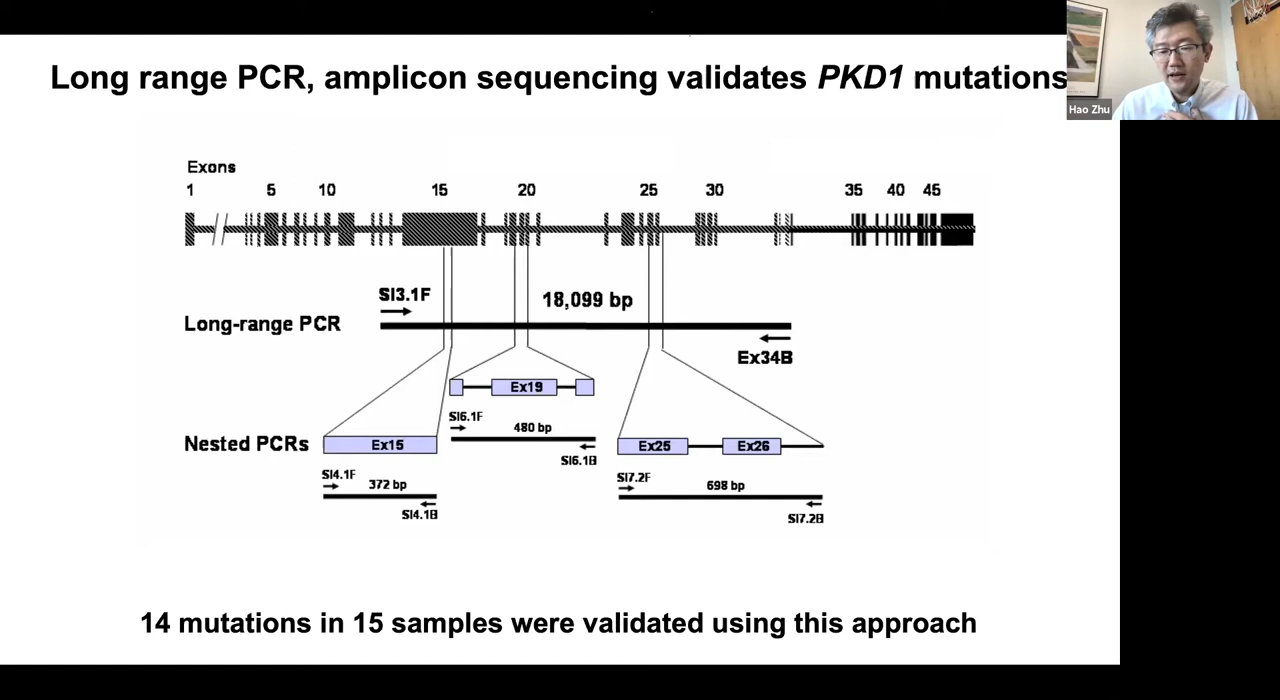 Long range PCR, amplicon sequencing validates PKD1 mutations
Hao Zhu
Exons
1 5 10 15 20 25 30 35 40 45
SI3.1F
18,099 bp
Long-range PCR
Ex34B
Ex19
SI6.1F
480 bp
SI6.1B
Nested PCRs
Ex15
Ex25
Ex26
SI4.1F
372 bp
SI4.1B
SI7.2F
698 bp
SI7.2B
14 mutations in 15 samples were validated using this approach